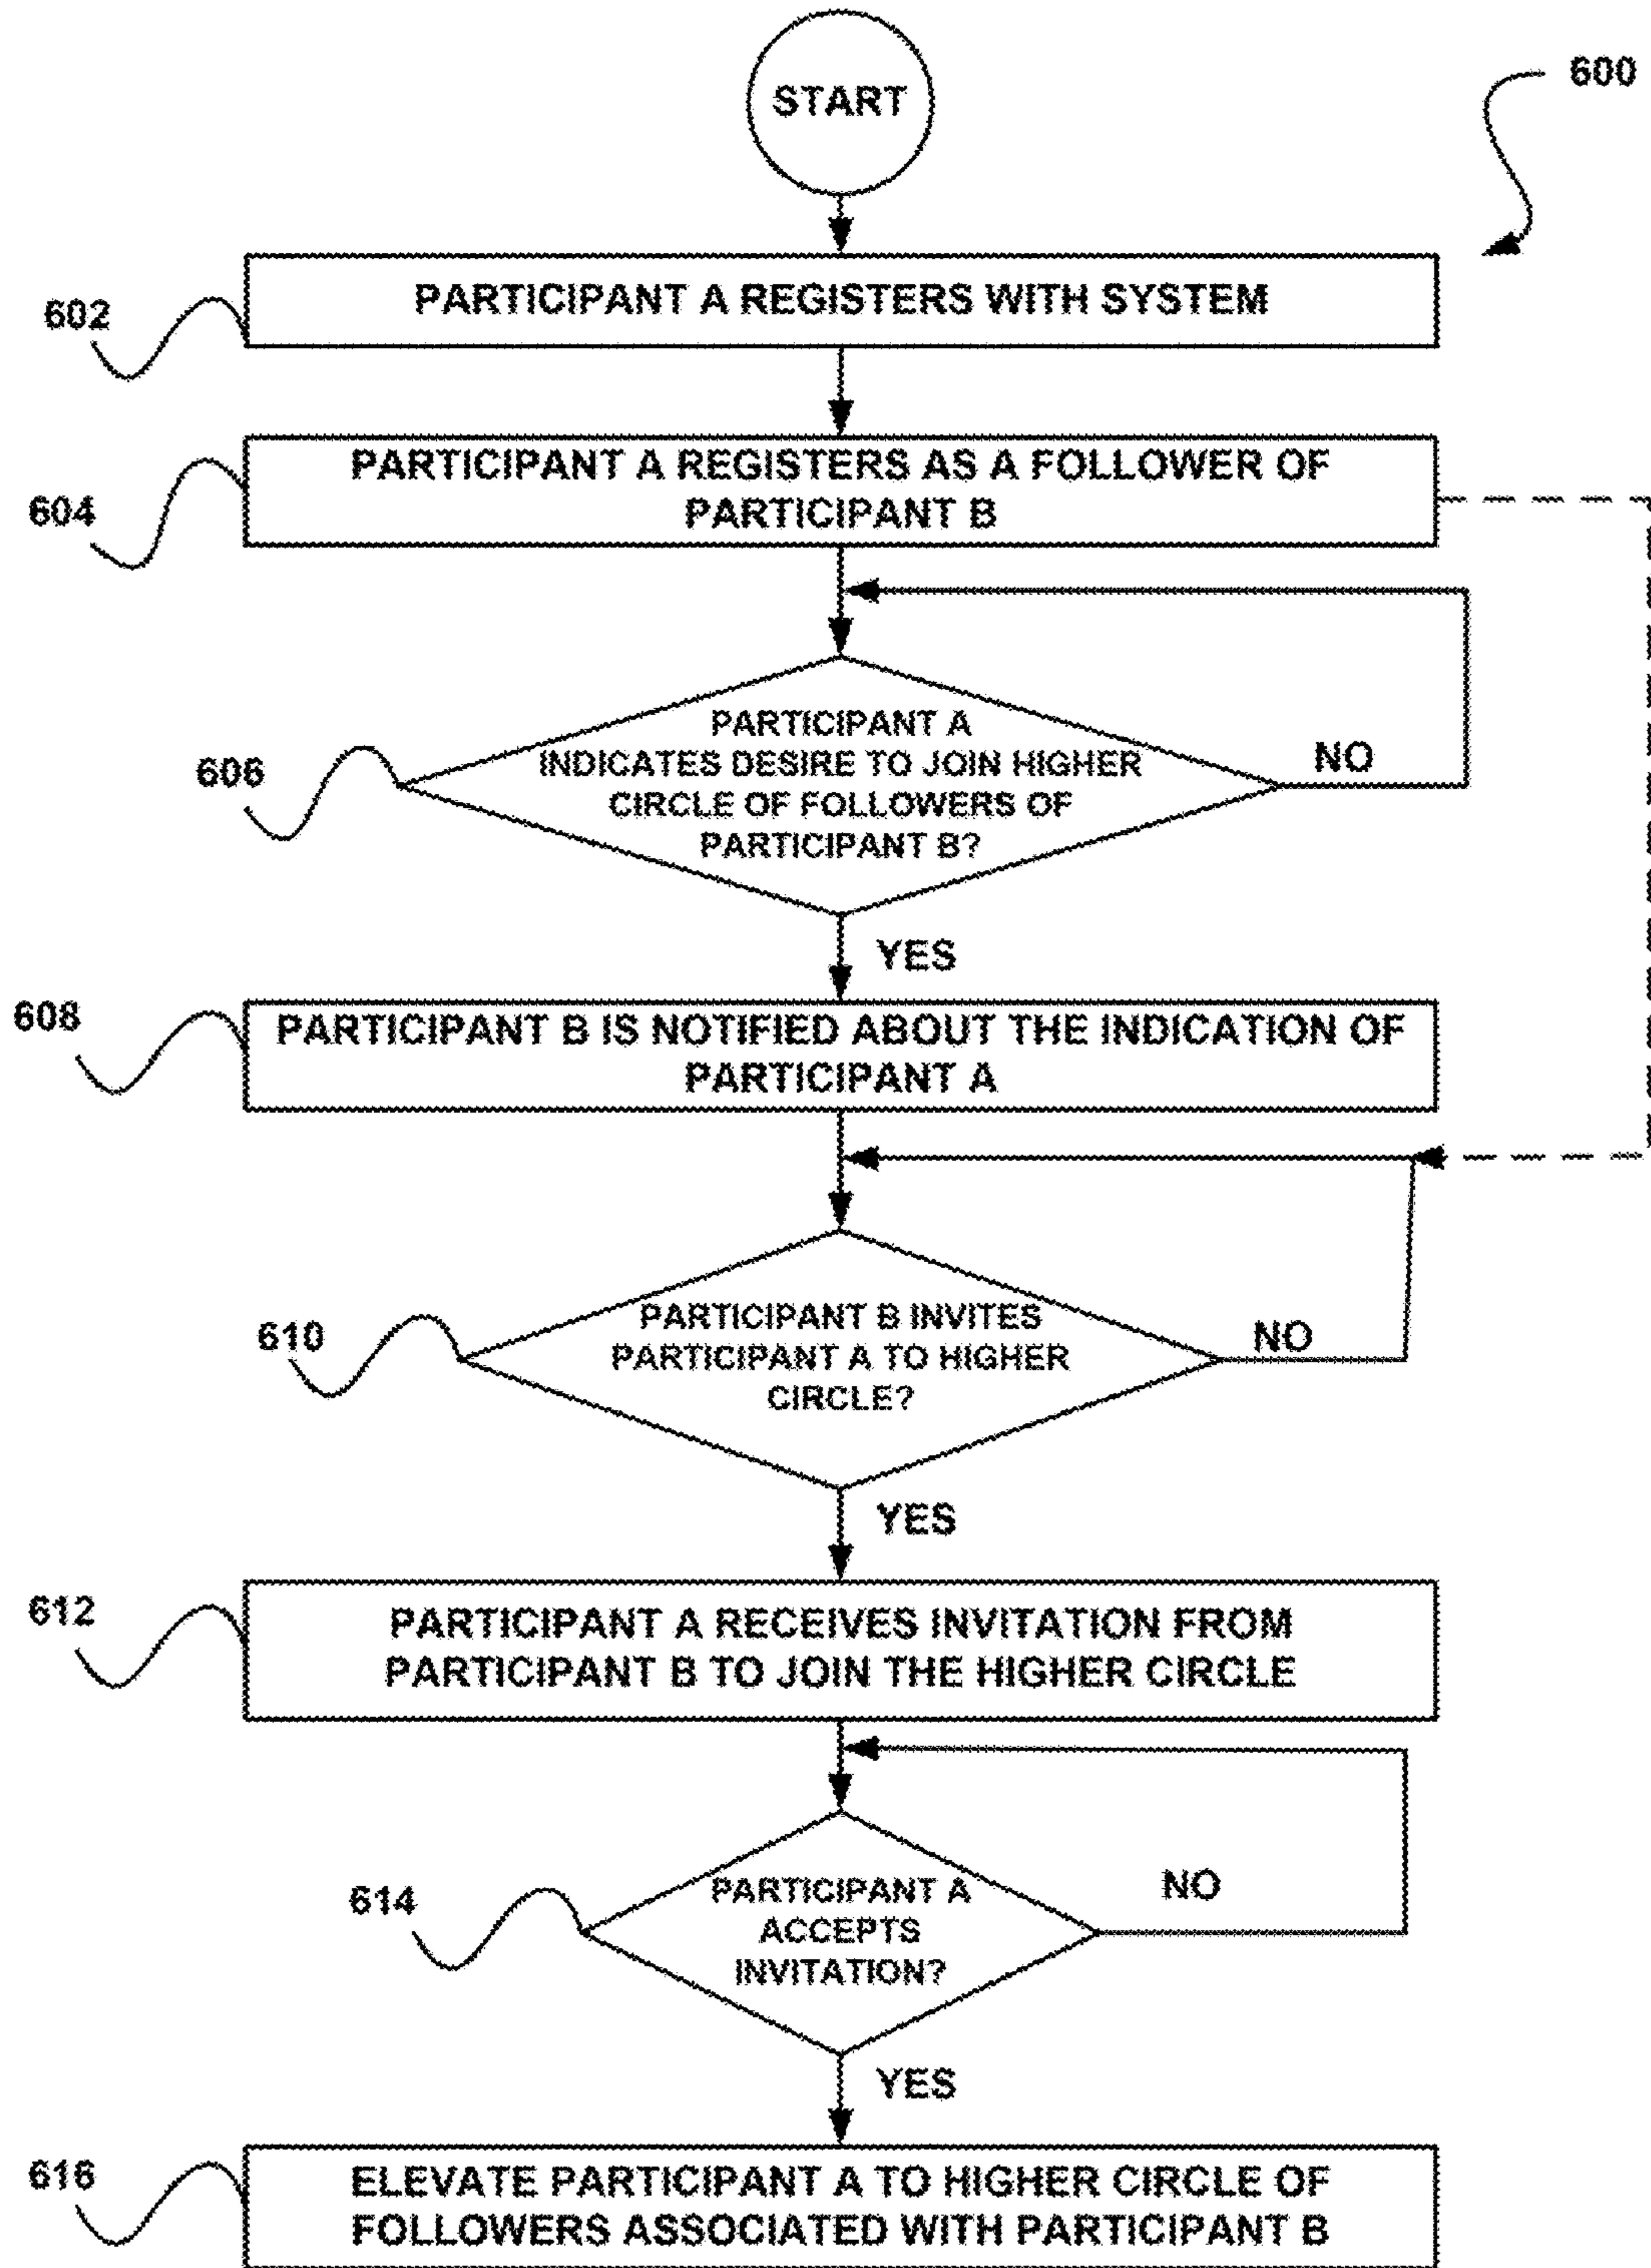 START
600
602
PARTICIPANT A REGISTERS WITH SYSTEM
604
PARTICIPANT A REGISTERS AS A FOLLOWER OF
PARTICIPANT B
606
PARTICIPANT A
INDICATES DESIRE TO JOIN HIGHER
CIRCLE OF FOLLOWERS OF
PARTICIPANT B?
NO
YES
608
PARTICIPANT B IS NOTIFIED ABOUT THE INDICATION OF
PARTICIPANT A
610
PARTICIPANT B INVITES
PARTICIPANT A TO HIGHER
CIRCLE?
NO
YES
612
PARTICIPANT A RECEIVES INVITATION FROM
PARTICIPANT B TO JOIN THE HIGHER CIRCLE
614
PARTICIPANT A
ACCEPTS
INVITATION?
NO
YES
616
ELEVATE PARTICIPANT A TO HIGHER CIRCLE OF
FOLLOWERS ASSOCIATED WITH PARTICIPANT B